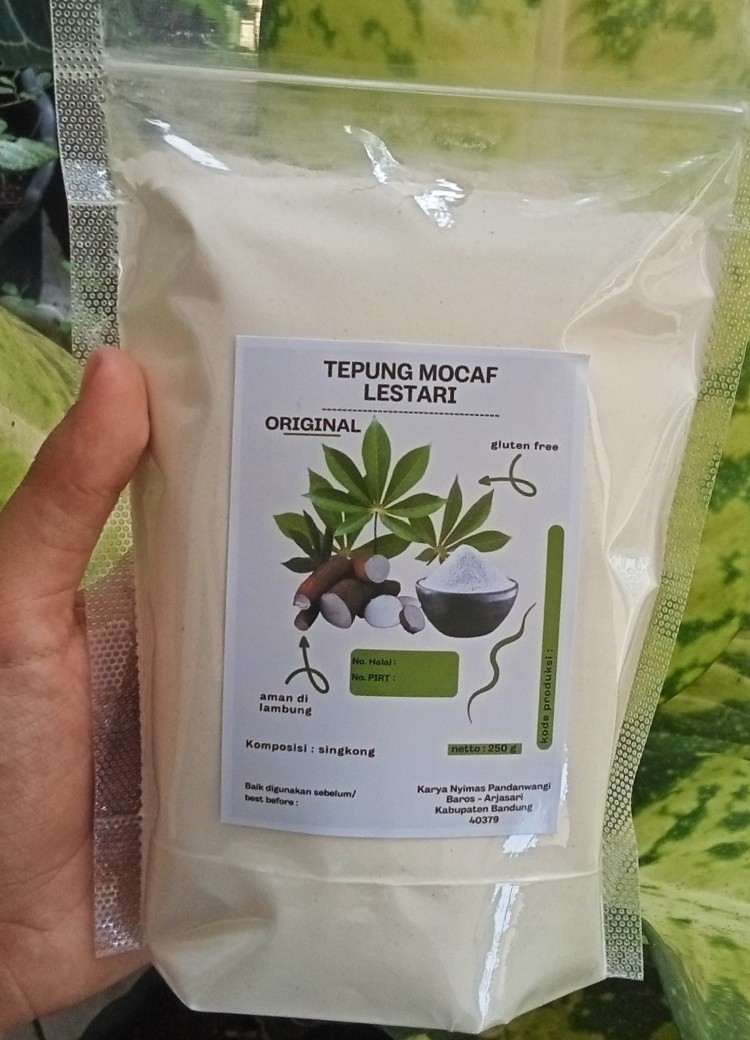 TEPUNG MOCAF
LESTARI
ORIGINAL
gluten free
No. Halal :
No. PIRT :
kode produksi :
aman di
lambung
Komposisi : singkong
netto : 250 g
Baik digunakan sebelum/
best before :
Karya Nyimas Pandanwangi
Baros - Arjasari
Kabupaten Bandung
40379